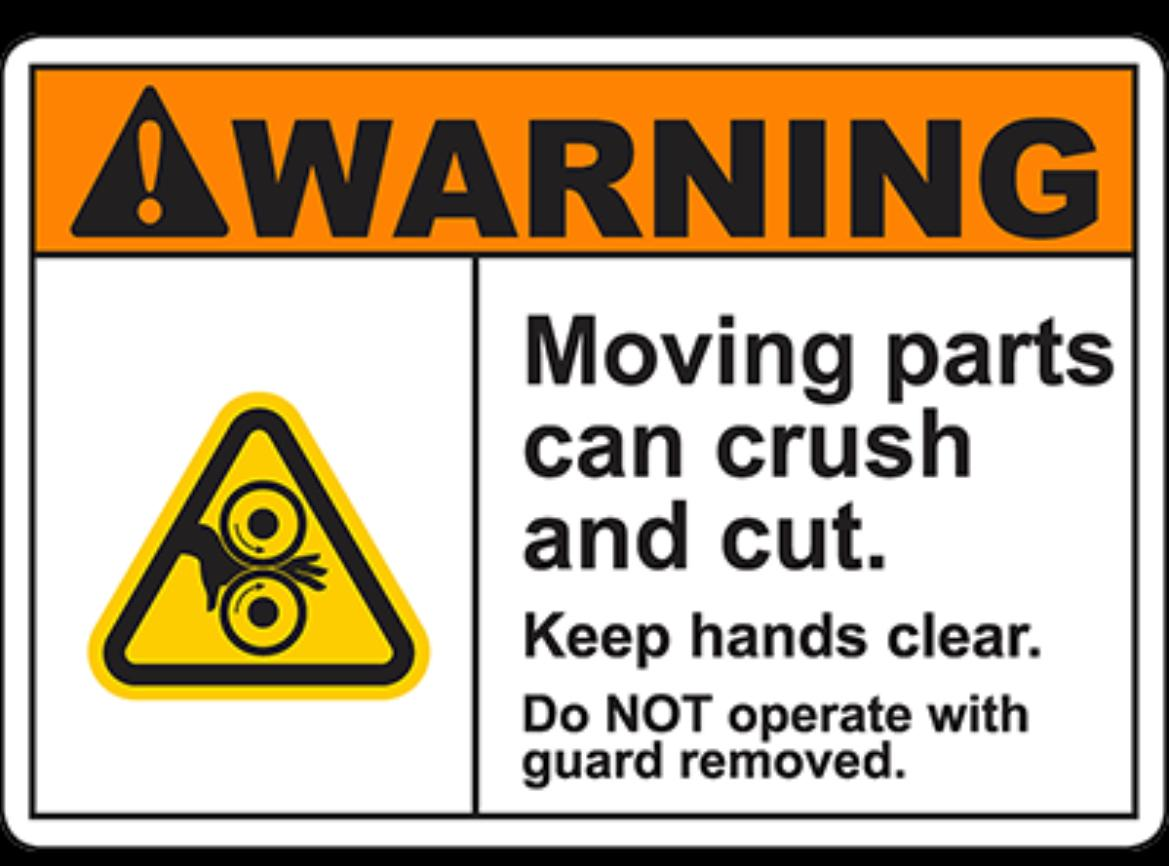 WARNING
Moving parts
can crush
and cut.
Keep hands clear.
Do NOT operate with
guard removed.